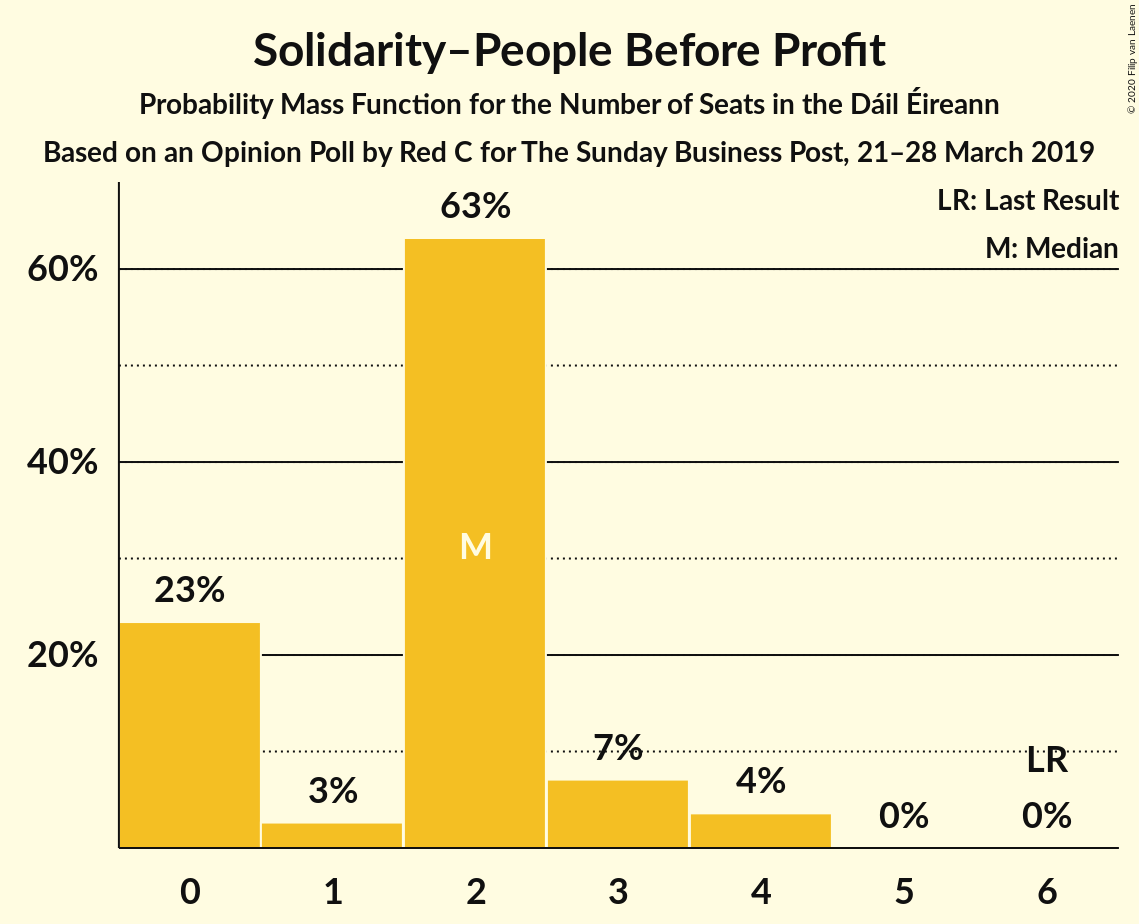 Solidarity–People Before Profit
Probability Mass Function for the Number of Seats in the Dáil Éireann
Based on an Opinion Poll by Red C for The Sunday Business Post, 21–28 March 2019
© 2020 Filip van Laenen
LR: Last Result
M: Median
60%
40%
20%
23%
3%
63%
M
7%
4%
0%
LR
0%
0 1 2 3 4 5 6